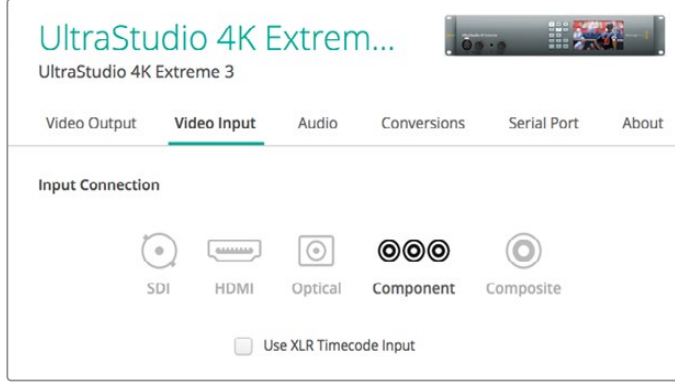 UltraStudio 4K Extrem...
UltraStudio 4K Extreme 3
Video Output Video Input Audio Conversions Serial Port About
Input Connection
SDI HDMI Optical Component Composite
Use XLR Timecode Input